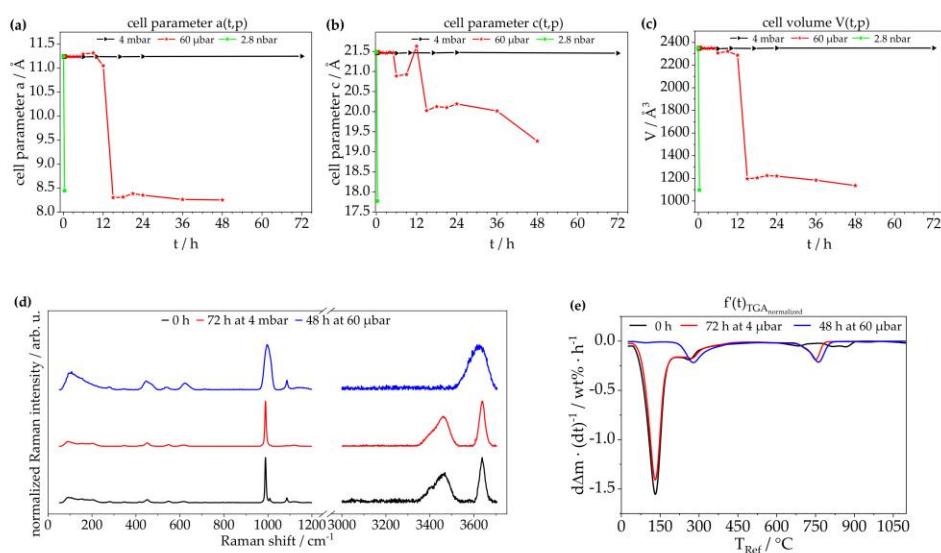 (a)
cell parameter a(t,p)
4 mbar 60 μbar 2.8 nbar
cell parameter a / Å
11.5
11.0
10.5
10.0
9.5
9.0
8.5
8.0
0 12 24 36 48 60 72
t / h
(b)
cell parameter c(t,p)
4 mbar 60 μbar 2.8 nbar
cell parameter c / Å
21.5
21.0
20.5
20.0
19.5
19.0
18.5
18.0
17.5
0 12 24 36 48 60 72
t / h
(c)
cell volume V(t,p)
4 mbar 60 μbar 2.8 nbar
V / Å³
2400
2200
2000
1800
1600
1400
1200
1000
0 12 24 36 48 60 72
t / h
(d)
0 h 72 h at 4 mbar 48 h at 60 μbar
normalized Raman intensity / arb. u.
0 200 400 600 800 1000 1200 3000 3200 3400 3600
Raman shift / cm⁻¹
(e)
f'(t)TGAnormalized
0 h 72 h at 4 μbar 48 h at 60 μbar
dΔm · (dt)⁻¹ / wt% · h⁻¹
0.0
-0.5
-1.0
-1.5
0 150 300 450 600 750 900 1050
T_Ref / °C